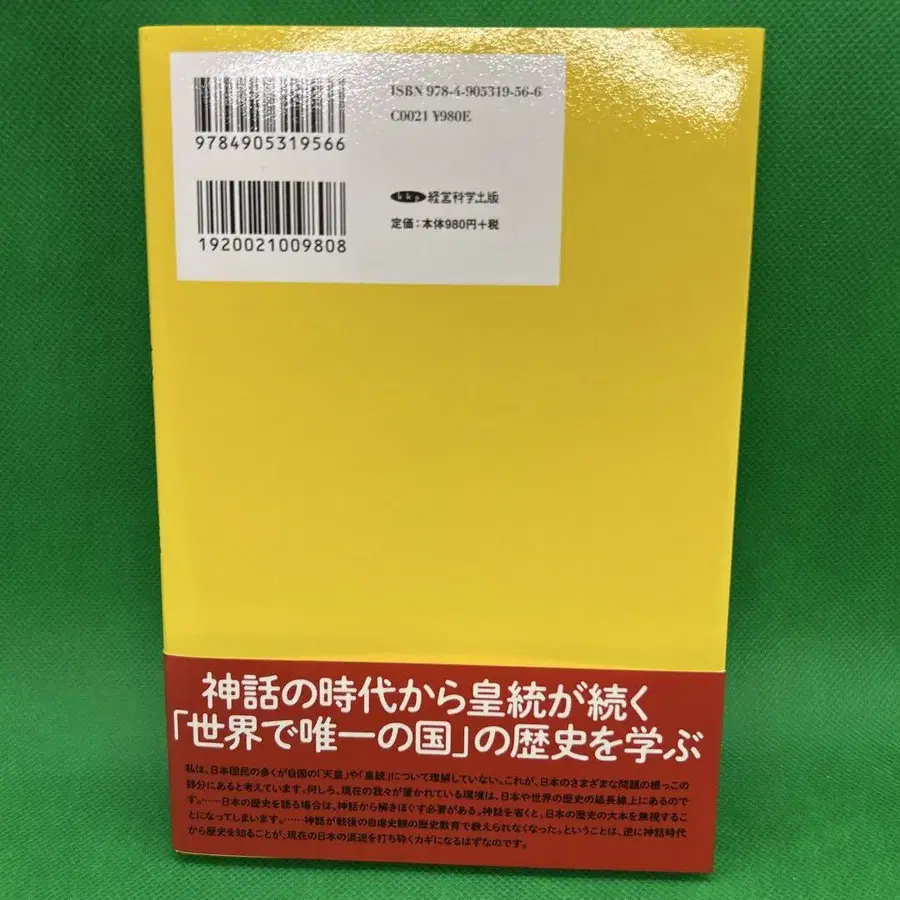 9784905319566
ISBN 978-4-905319-56-6
C0021 ¥980E
1920021009808
kkp 経営科学出版
定価：本体980円+税
神話の時代から皇統が続く
「世界で唯一の国」の歴史を学ぶ
私は、日本国民の多くが自国の「天皇」や「皇統」について理解していない。これが、日本のさまざまな問題の根っこの
部分にあると考えています。何しろ、現在の我々が置かれている環境は、日本や世界の歴史の延長線上にあるので
す。……日本の歴史を語る場合は、神話から解きほぐす必要がある。神話を省くと、日本の歴史の大本を無視するこ
とになってしまいます。……神話が戦後の自虐史観の歴史教育で教えられなくなった。ということは、逆に神話時代
から歴史を知ることが、現在の日本の混迷を打ち砕くカギになるはずなのです。